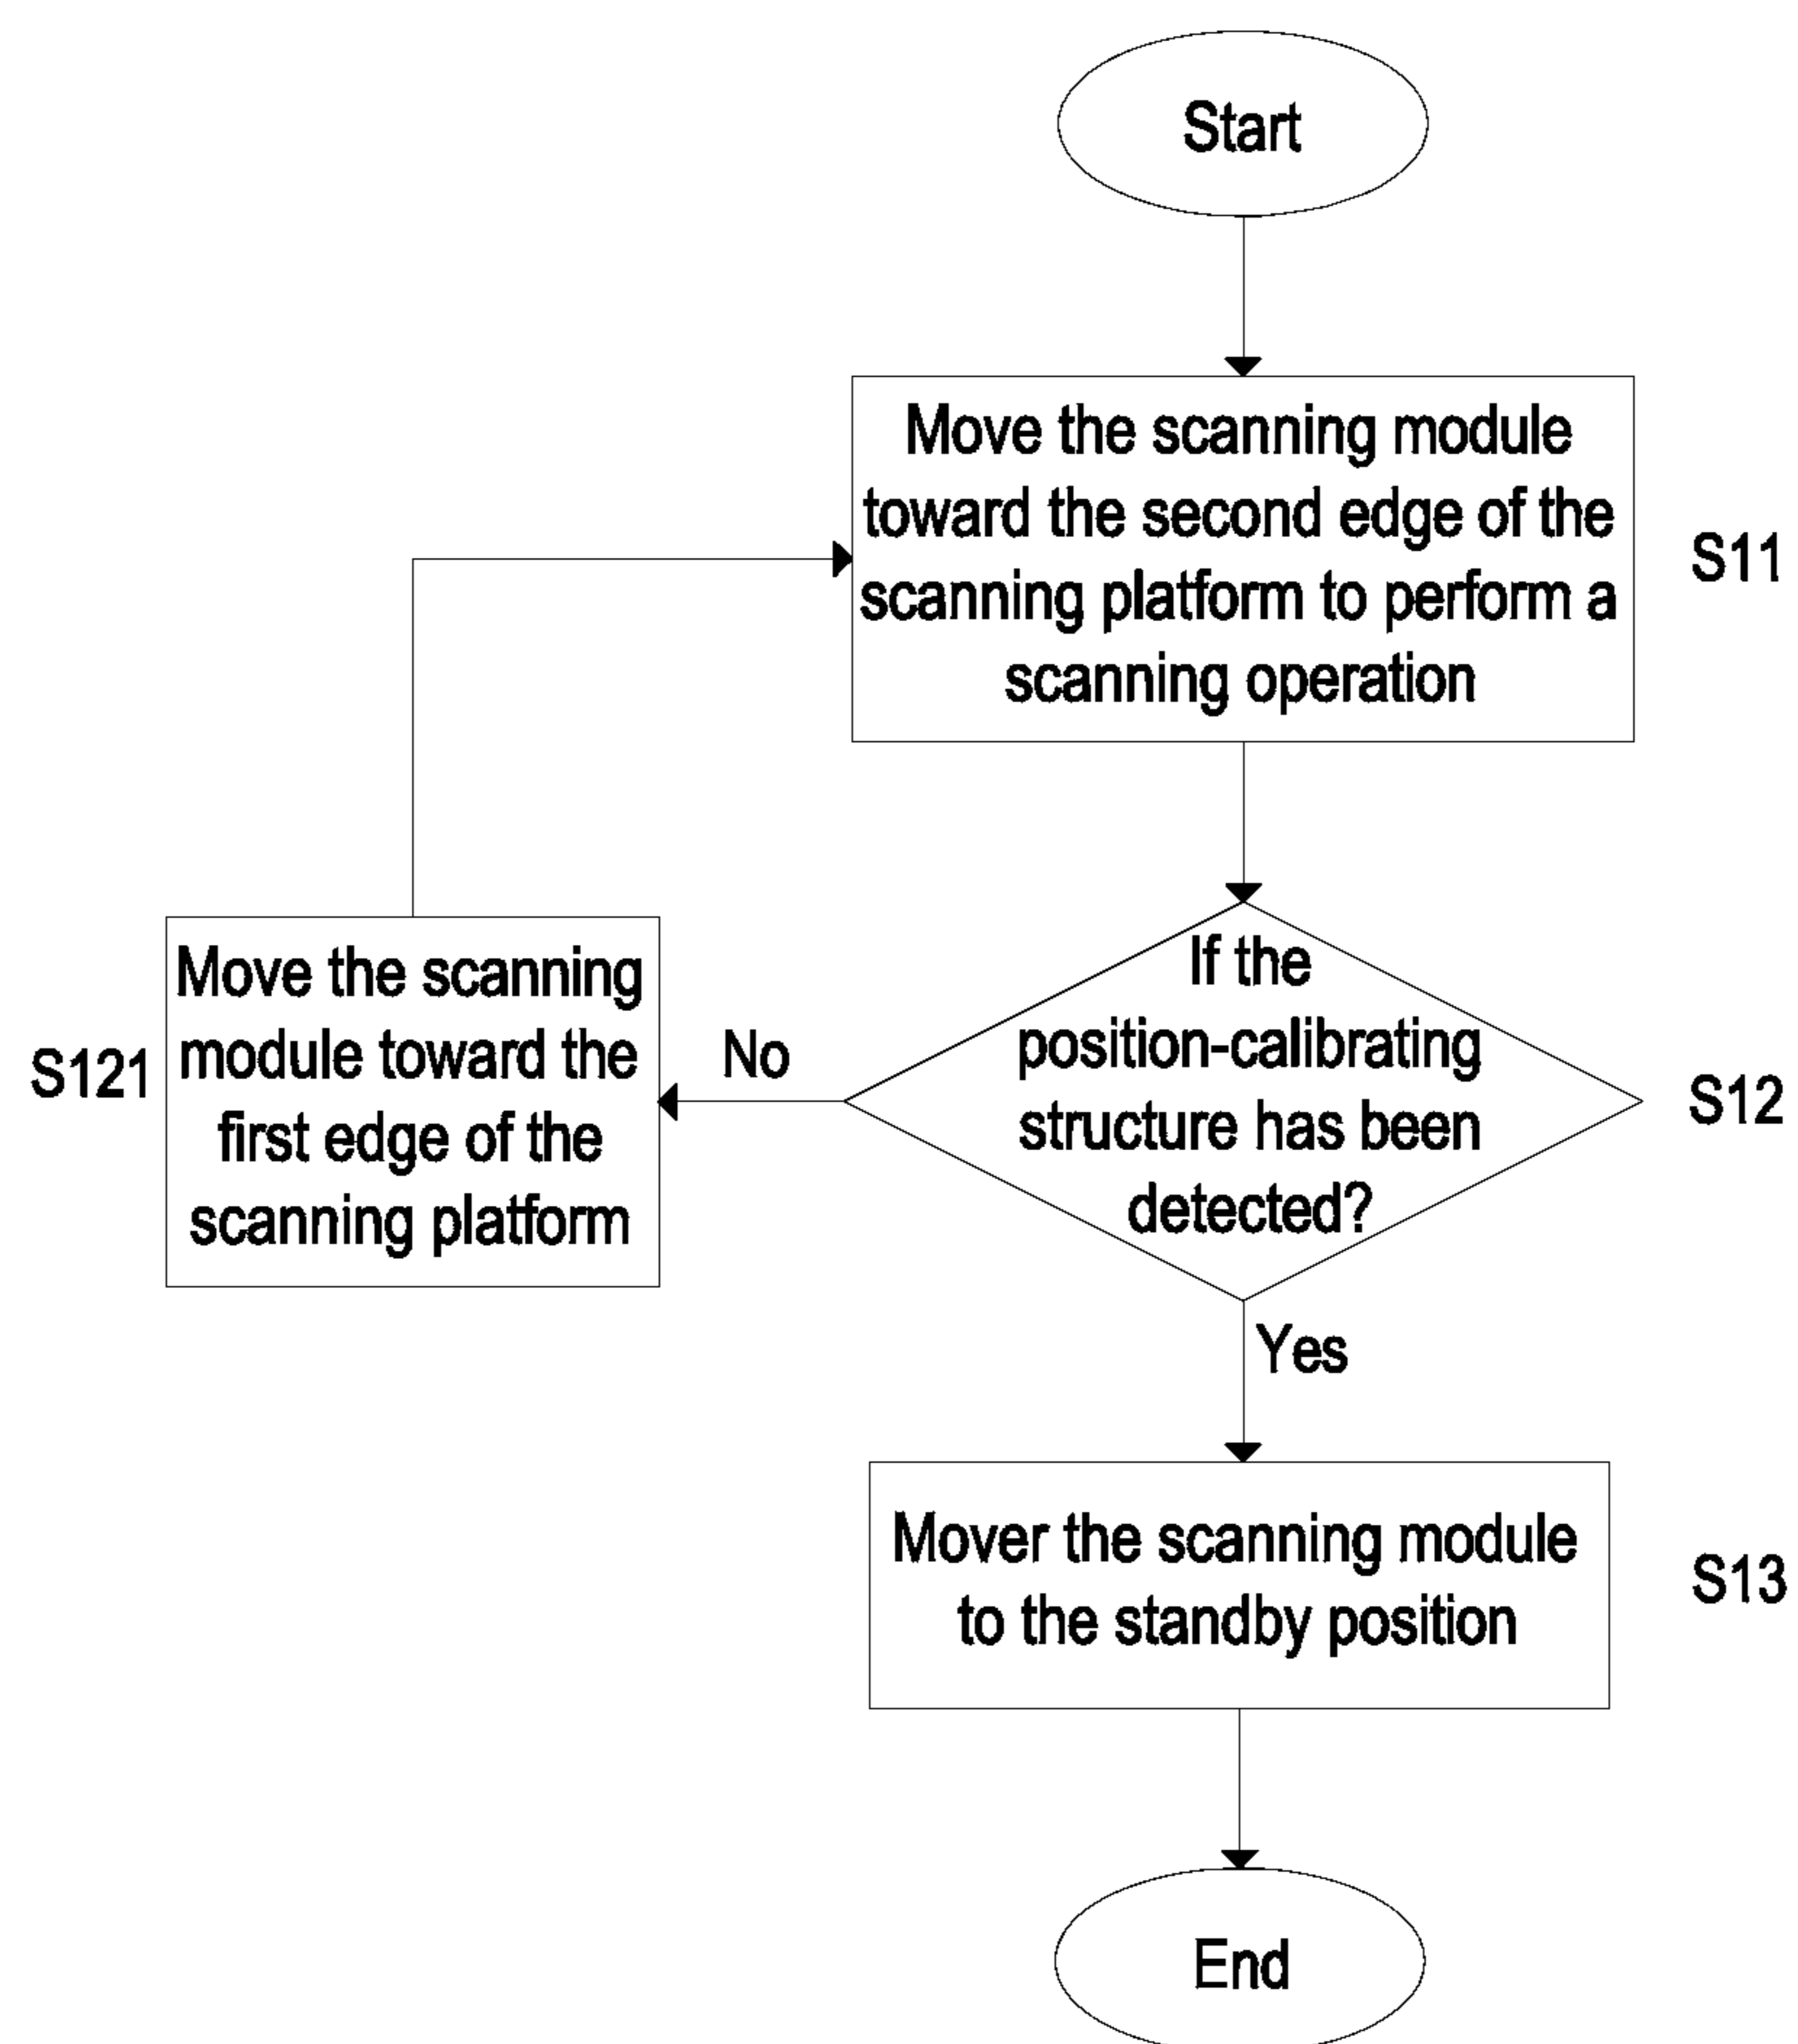 Start
Move the scanning module
toward the second edge of the
scanning platform to perform a
scanning operation
S11
If the
position-calibrating
structure has been
detected?
S12
No
Move the scanning
module toward the
first edge of the
scanning platform
S121
Yes
Mover the scanning module
to the standby position
S13
End